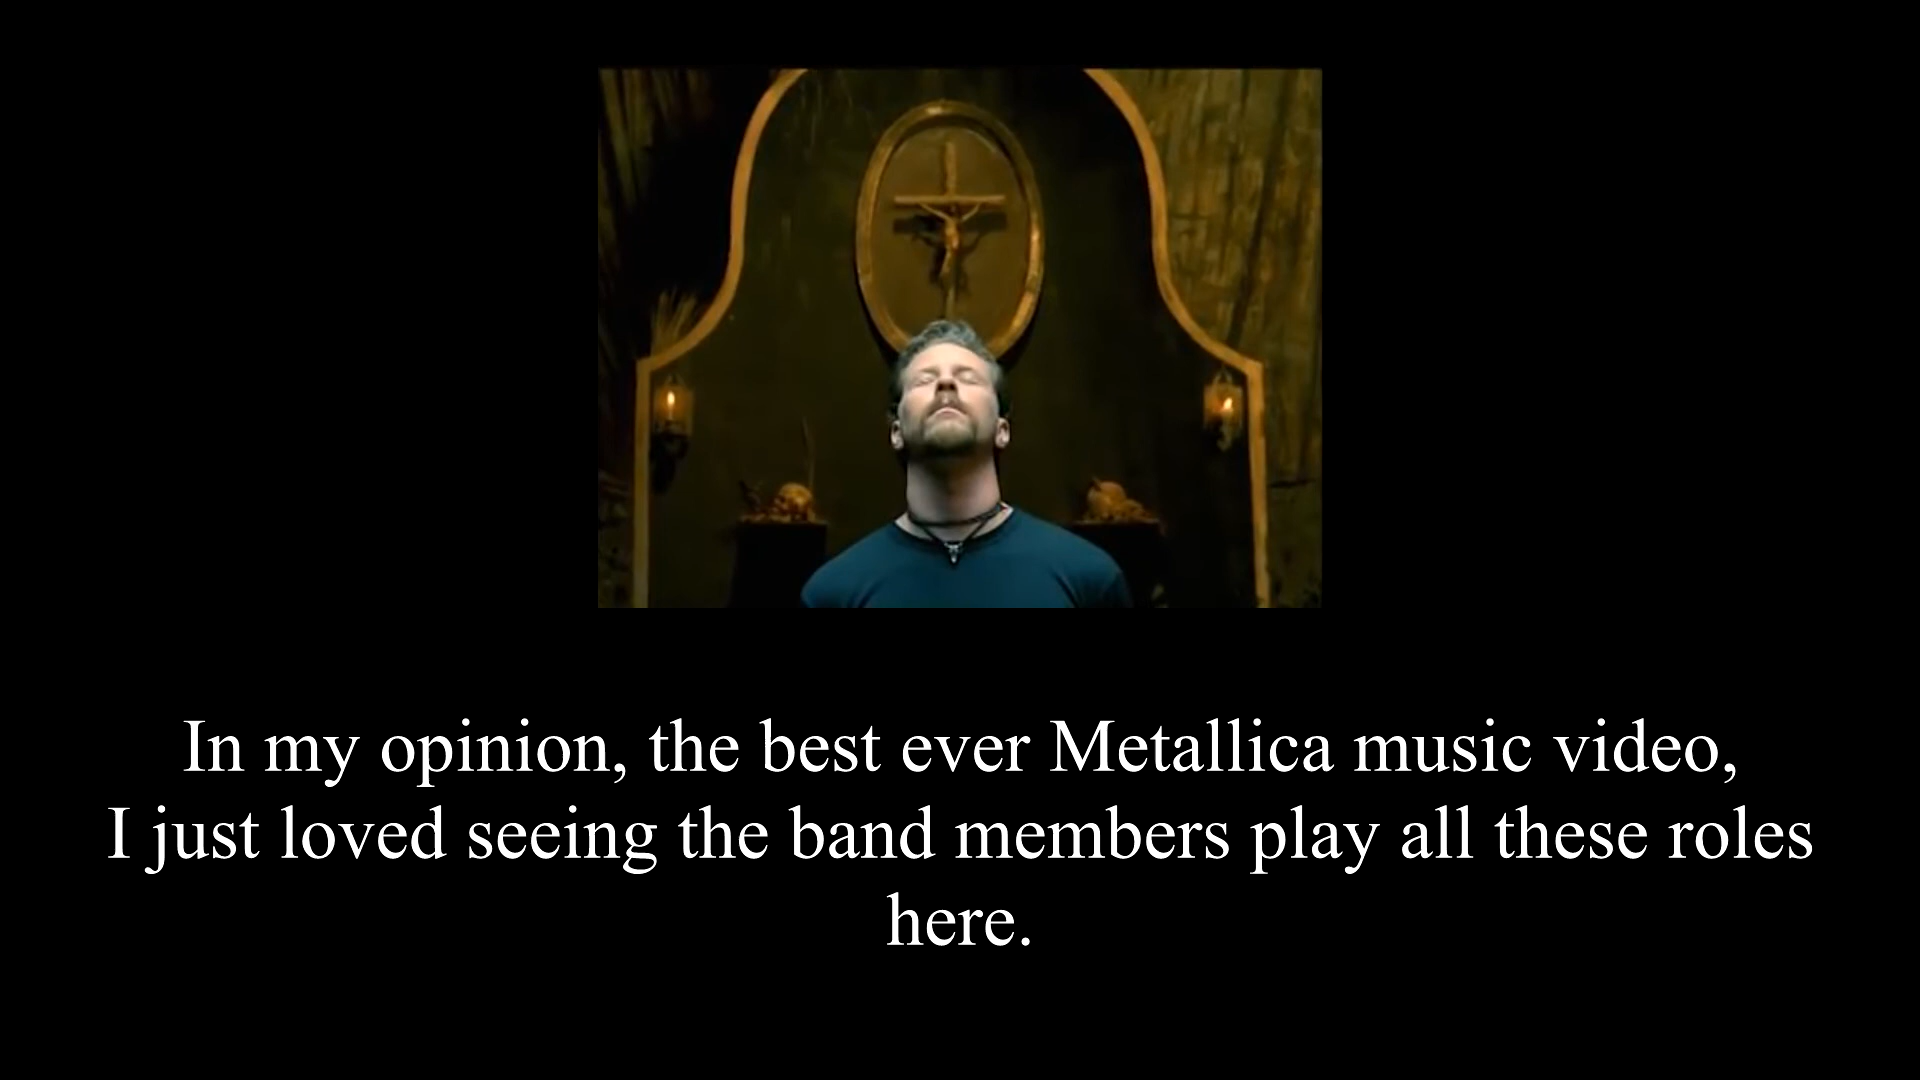 In my opinion, the best ever Metallica music video,
I just loved seeing the band members play all these roles
here.